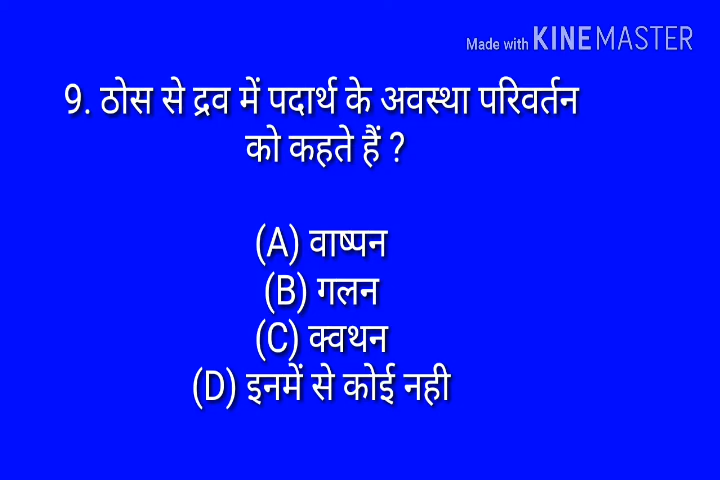 Made with KINEMASTER
9. ठोस से द्रव में पदार्थ के अवस्था परिवर्तन
को कहते हैं ?
(A) वाष्पन
(B) गलन
(C) क्वथन
(D) इनमें से कोई नही